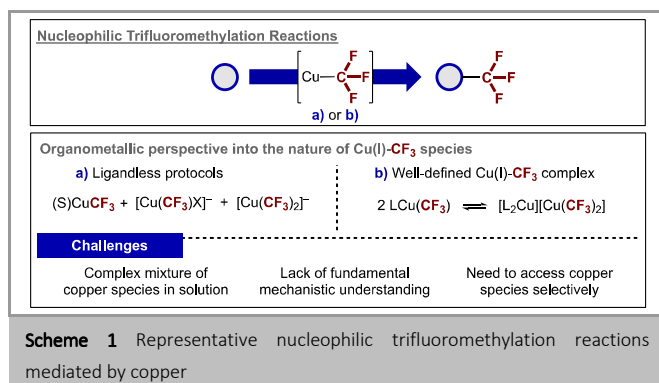 Nucleophilic Trifluoromethylation Reactions
Cu—C F F F
C F F F
a) or b)
Organometallic perspective into the nature of Cu(I)-CF₃ species
a) Ligandless protocols
(S)CuCF₃ + [Cu(CF₃)X]⁻ + [Cu(CF₃)₂]⁻
b) Well-defined Cu(I)-CF₃ complex
2 LCu(CF₃) ⇌ [L₂Cu][Cu(CF₃)₂]
Challenges
Complex mixture of
copper species in solution
Lack of fundamental
mechanistic understanding
Need to access copper
species selectively
Scheme 1 Representative nucleophilic trifluoromethylation reactions
mediated by copper